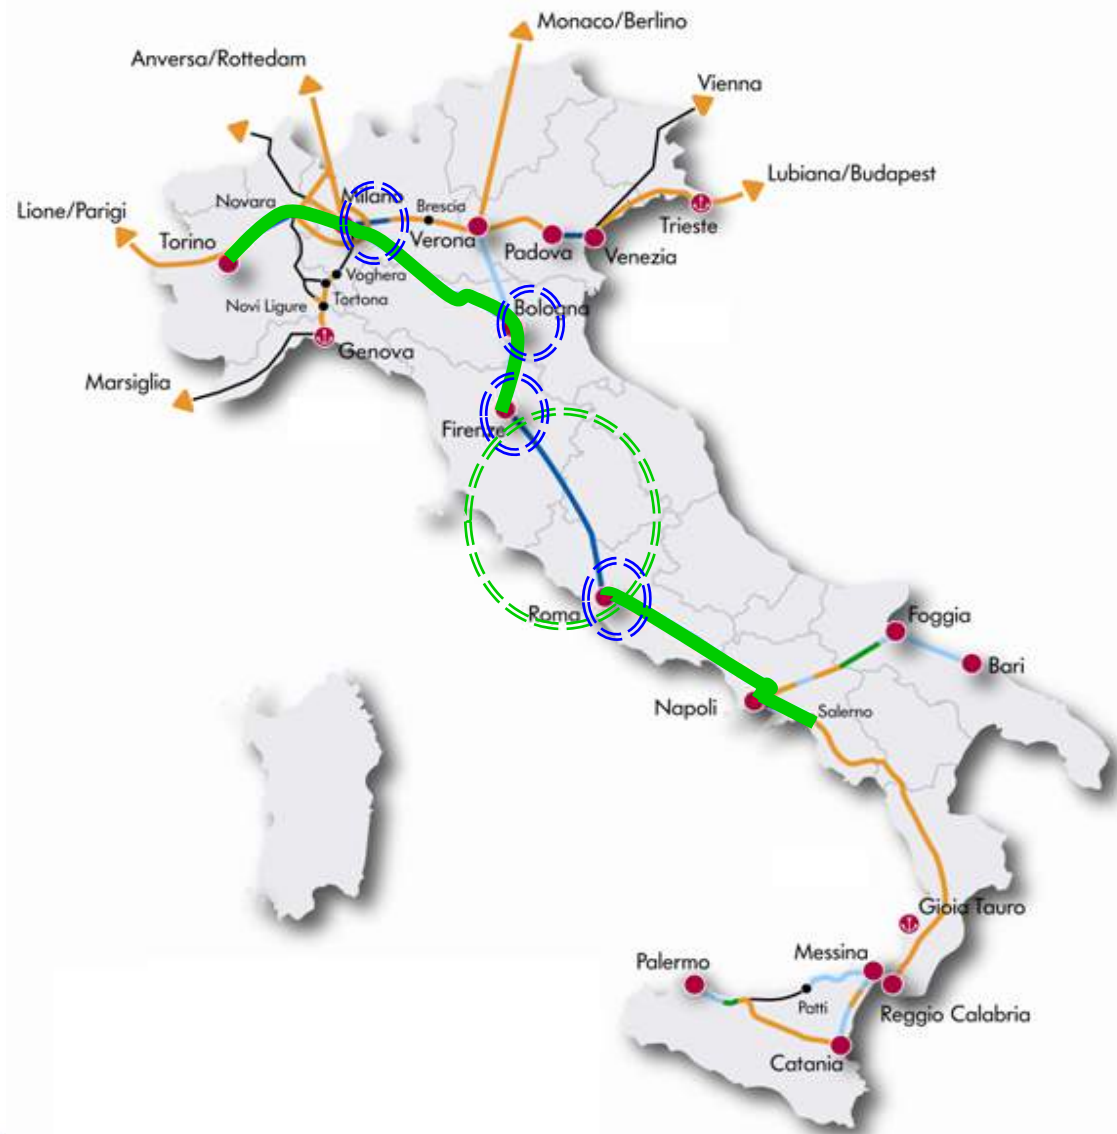 Monaco/Berlino
Anversa/Rottedam
Vienna
Lubiana/Budapest
Novara
Milano
Brescia
Lione/Parigi
Torino
Verona
Padova
Venezia
Trieste
Voghera
Novi Ligure
Tortona
Bologna
Genova
Marsiglia
Firenze
Roma
Foggia
Bari
Napoli
Salerno
Gioia Tauro
Messina
Palermo
Patti
Reggio Calabria
Catania